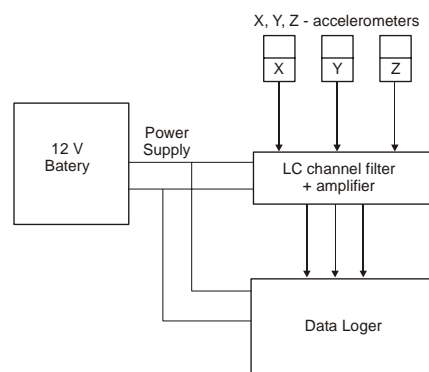 X, Y, Z - accelerometers
X
Y
Z
12 V
Batery
Power
Supply
LC channel filter
+ amplifier
Data Loger